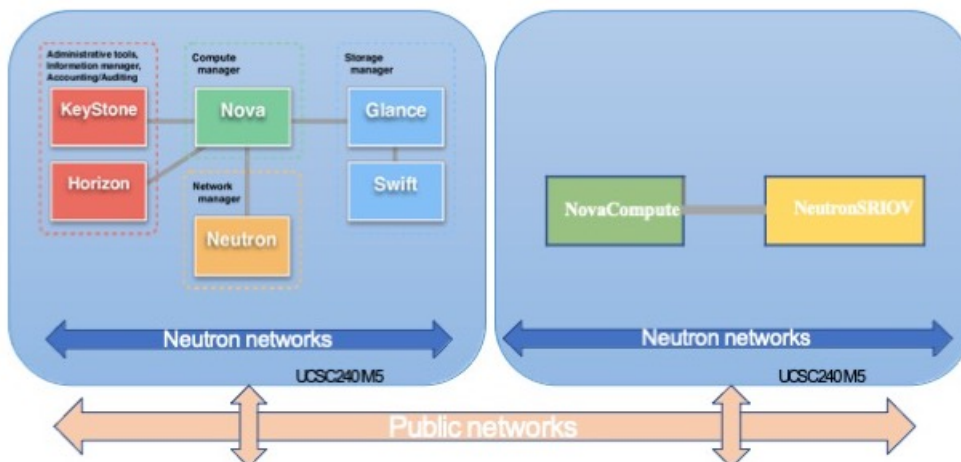 Administrative tools,
Information manager,
Accounting/Auditing
Compute
manager
Storage
manager
KeyStone
Nova
Glance
Horizon
Swift
Network
manager
Neutron
NovaCompute
NeutronSRIOV
Neutron networks
Neutron networks
UCSC240M5
UCSC240M5
Public networks